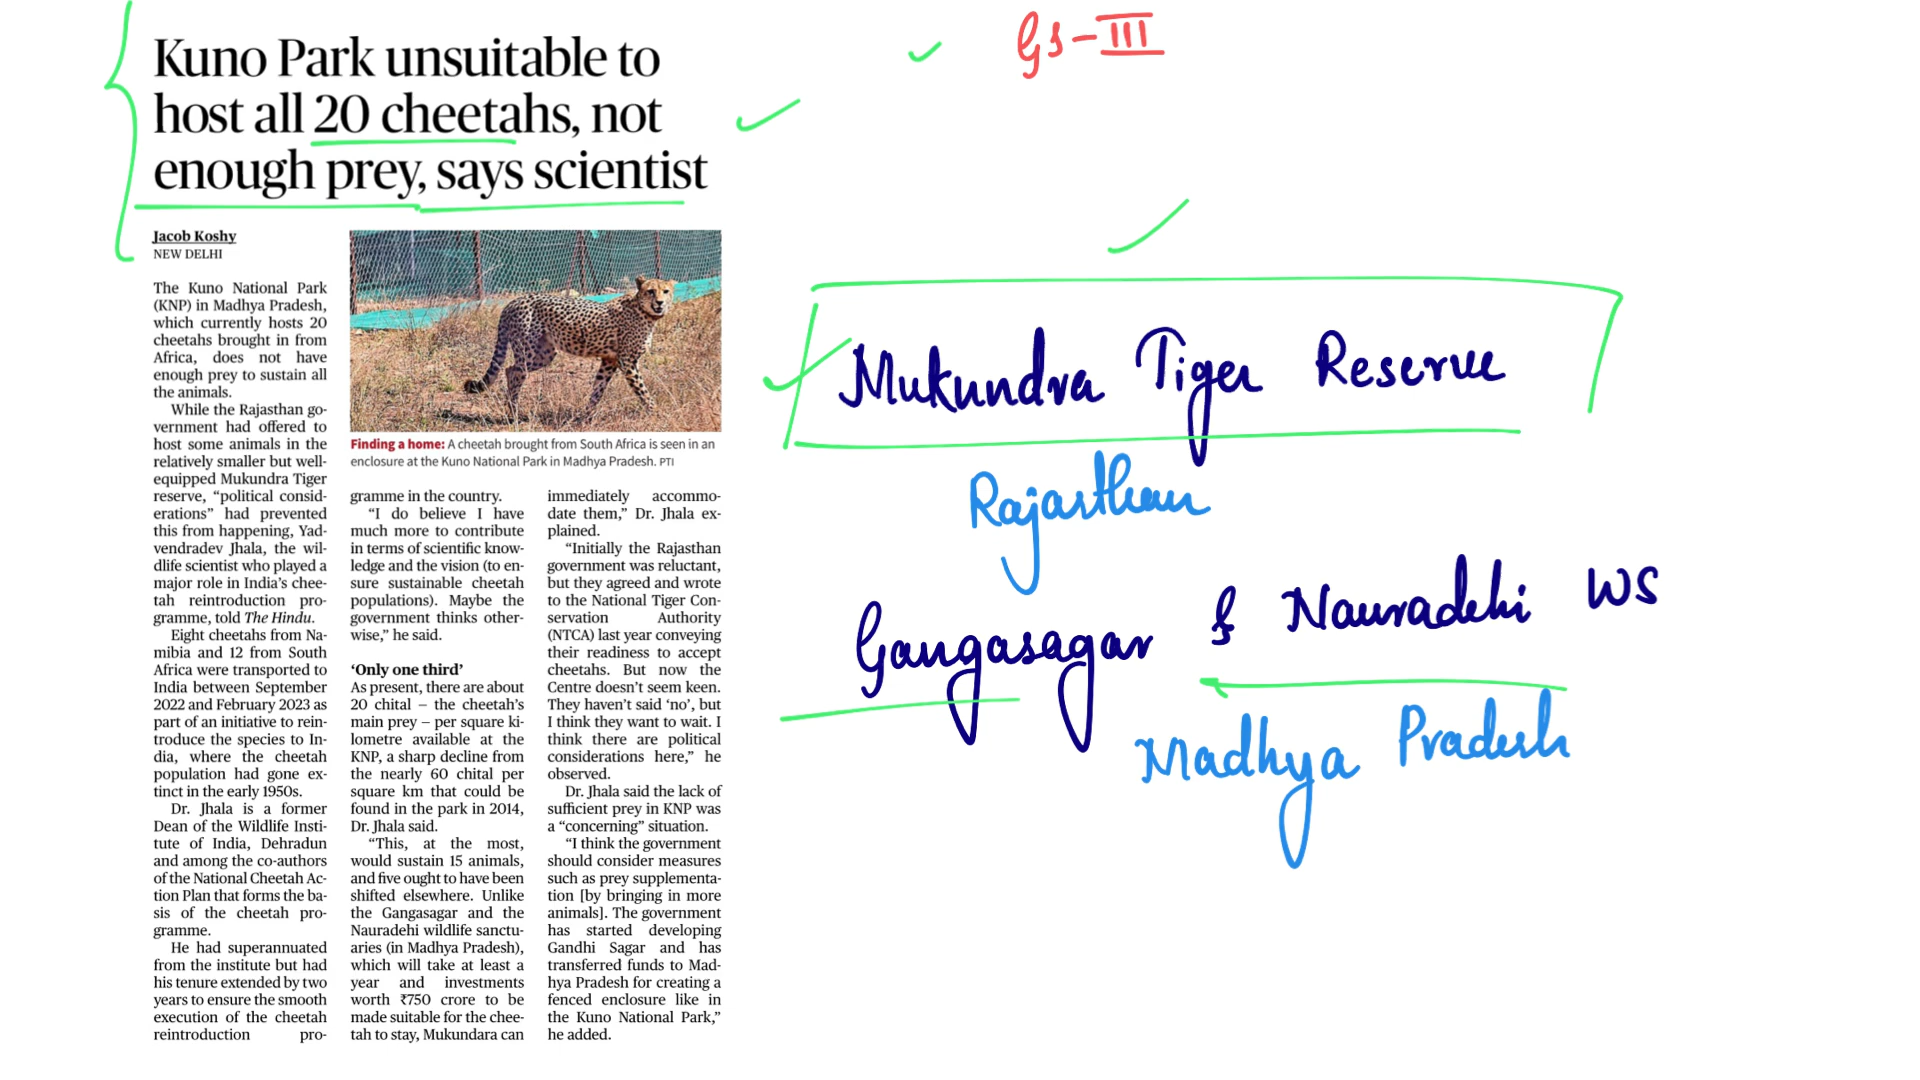 Kuno Park unsuitable to
host all 20 cheetahs, not
enough prey, says scientist
Jacob Koshy
NEW DELHI
The Kuno National Park
(KNP) in Madhya Pradesh,
which currently hosts 20
cheetahs brought in from
Africa, does not have
enough prey to sustain all
the animals.
While the Rajasthan go-
vernment had offered to
host some animals in the
relatively smaller but well-
equipped Mukundra Tiger
reserve, “political consid-
erations” had prevented
this from happening, Yad-
vendradev Jhala, the wil-
dlife scientist who played a
major role in India’s chee-
tah reintroduction pro-
gramme, told The Hindu.
Eight cheetahs from Na-
mibia and 12 from South
Africa were transported to
India between September
2022 and February 2023 as
part of an initiative to rein-
troduce the species to In-
dia, where the cheetah
population had gone ex-
tinct in the early 1950s.
Dr. Jhala is a former
Dean of the Wildlife Insti-
tute of India, Dehradun
and among the co-authors
of the National Cheetah Ac-
tion Plan that forms the ba-
sis of the cheetah pro-
gramme.
He had superannuated
from the institute but had
his tenure extended by two
years to ensure the smooth
execution of the cheetah
reintroduction pro-
Finding a home: A cheetah brought from South Africa is seen in an
enclosure at the Kuno National Park in Madhya Pradesh. PTI
gramme in the country.
“I do believe I have
much more to contribute
in terms of scientific know-
ledge and the vision (to en-
sure sustainable cheetah
populations). Maybe the
government thinks other-
wise,” he said.
‘Only one third’
As present, there are about
20 chital – the cheetah’s
main prey – per square ki-
lometre available at the
KNP, a sharp decline from
the nearly 60 chital per
square km that could be
found in the park in 2014,
Dr. Jhala said.
“This, at the most,
would sustain 15 animals,
and five ought to have been
shifted elsewhere. Unlike
the Gangasagar and the
Nauradehi wildlife sanctu-
aries (in Madhya Pradesh),
which will take at least a
year and investments
worth ₹750 crore to be
made suitable for the chee-
tah to stay, Mukundara can
immediately accommo-
date them,” Dr. Jhala ex-
plained.
“Initially the Rajasthan
government was reluctant,
but they agreed and wrote
to the National Tiger Con-
servation Authority
(NTCA) last year conveying
their readiness to accept
cheetahs. But now the
Centre doesn’t seem keen.
They haven’t said ‘no’, but
I think they want to wait. I
think there are political
considerations here,” he
observed.
Dr. Jhala said the lack of
sufficient prey in KNP was
a “concerning” situation.
“I think the government
should consider measures
such as prey supplementa-
tion [by bringing in more
animals]. The government
has started developing
Gandhi Sagar and has
transferred funds to Mad-
hya Pradesh for creating a
fenced enclosure like in
the Kuno National Park,”
he added.
GS-III
Mukundra Tiger Reserve
Rajasthan
Gangasagar & Nauradehi WS
Madhya Pradesh